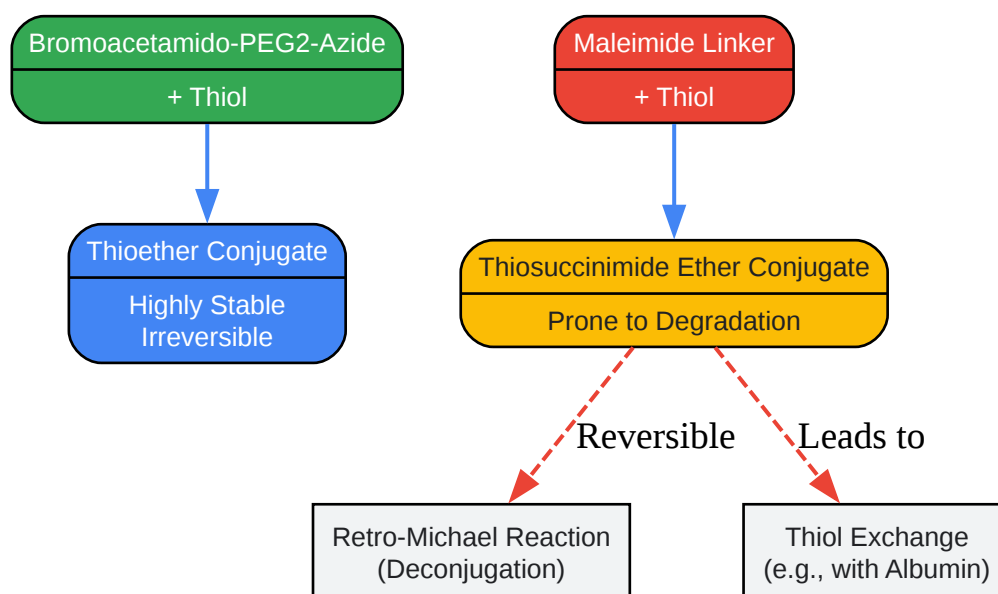 Bromoacetamido-PEG2-Azide
+ Thiol
Maleimide Linker
+ Thiol
Thioether Conjugate
Highly Stable
Irreversible
Thiosuccinimide Ether Conjugate
Prone to Degradation
Reversible
Leads to
Retro-Michael Reaction
(Deconjugation)
Thiol Exchange
(e.g., with Albumin)